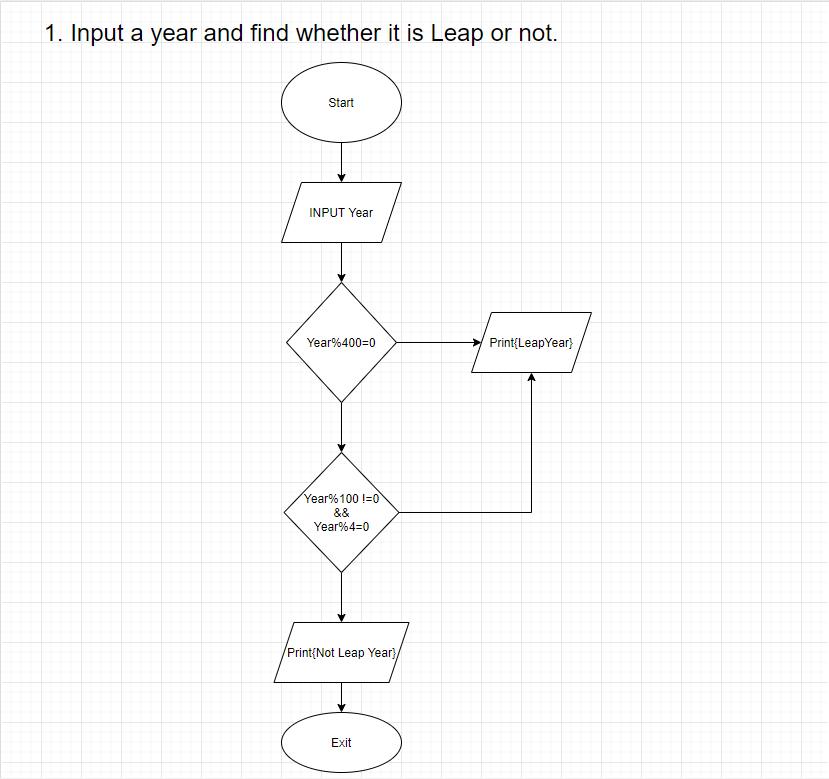 1. Input a year and find whether it is Leap or not.
Start
INPUT Year
Year%400=0
Print{LeapYear}
Year%100 !=0
&&
Year%4=0
Print{Not Leap Year}
Exit